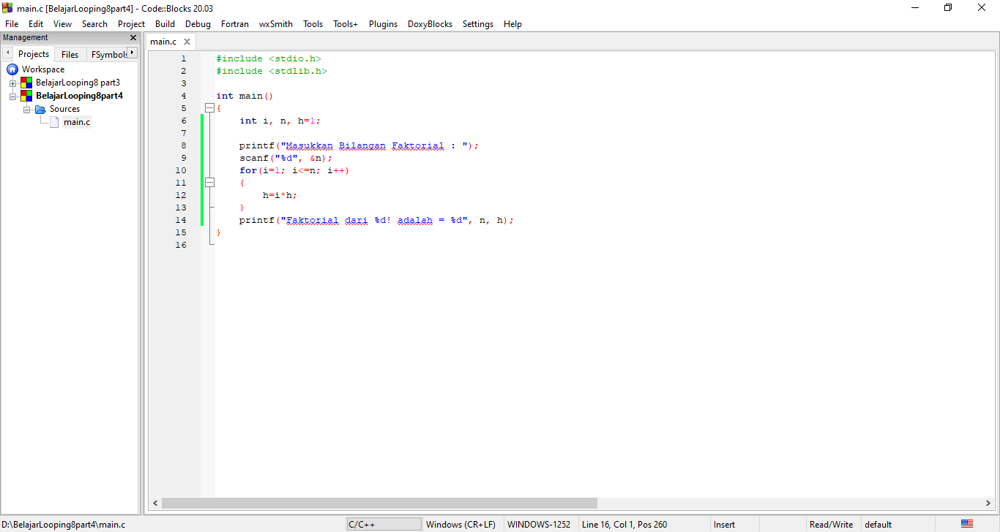 main.c [BelajarLooping8part4] - Code::Blocks 20.03
File Edit View Search Project Build Debug Fortran wxSmith Tools Tools+ Plugins DoxyBlocks Settings Help
Management
main.c
Projects Files FSymbols
Workspace
BelajarLooping8 part3
BelajarLooping8part4
Sources
main.c
1 #include <stdio.h>
2 #include <stdlib.h>
3
4 int main()
5 {
6     int i, n, h=1;
7
8     printf("Masukkan Bilangan Faktorial : ");
9     scanf("%d", &n);
10     for(i=1; i<=n; i++)
11     {
12         h=i*h;
13     }
14     printf("Faktorial dari %d! adalah = %d", n, h);
15 }
16
D:\BelajarLooping8part4\main.c C/C++ Windows (CR+LF) WINDOWS-1252 Line 16, Col 1, Pos 260 Insert Read/Write default